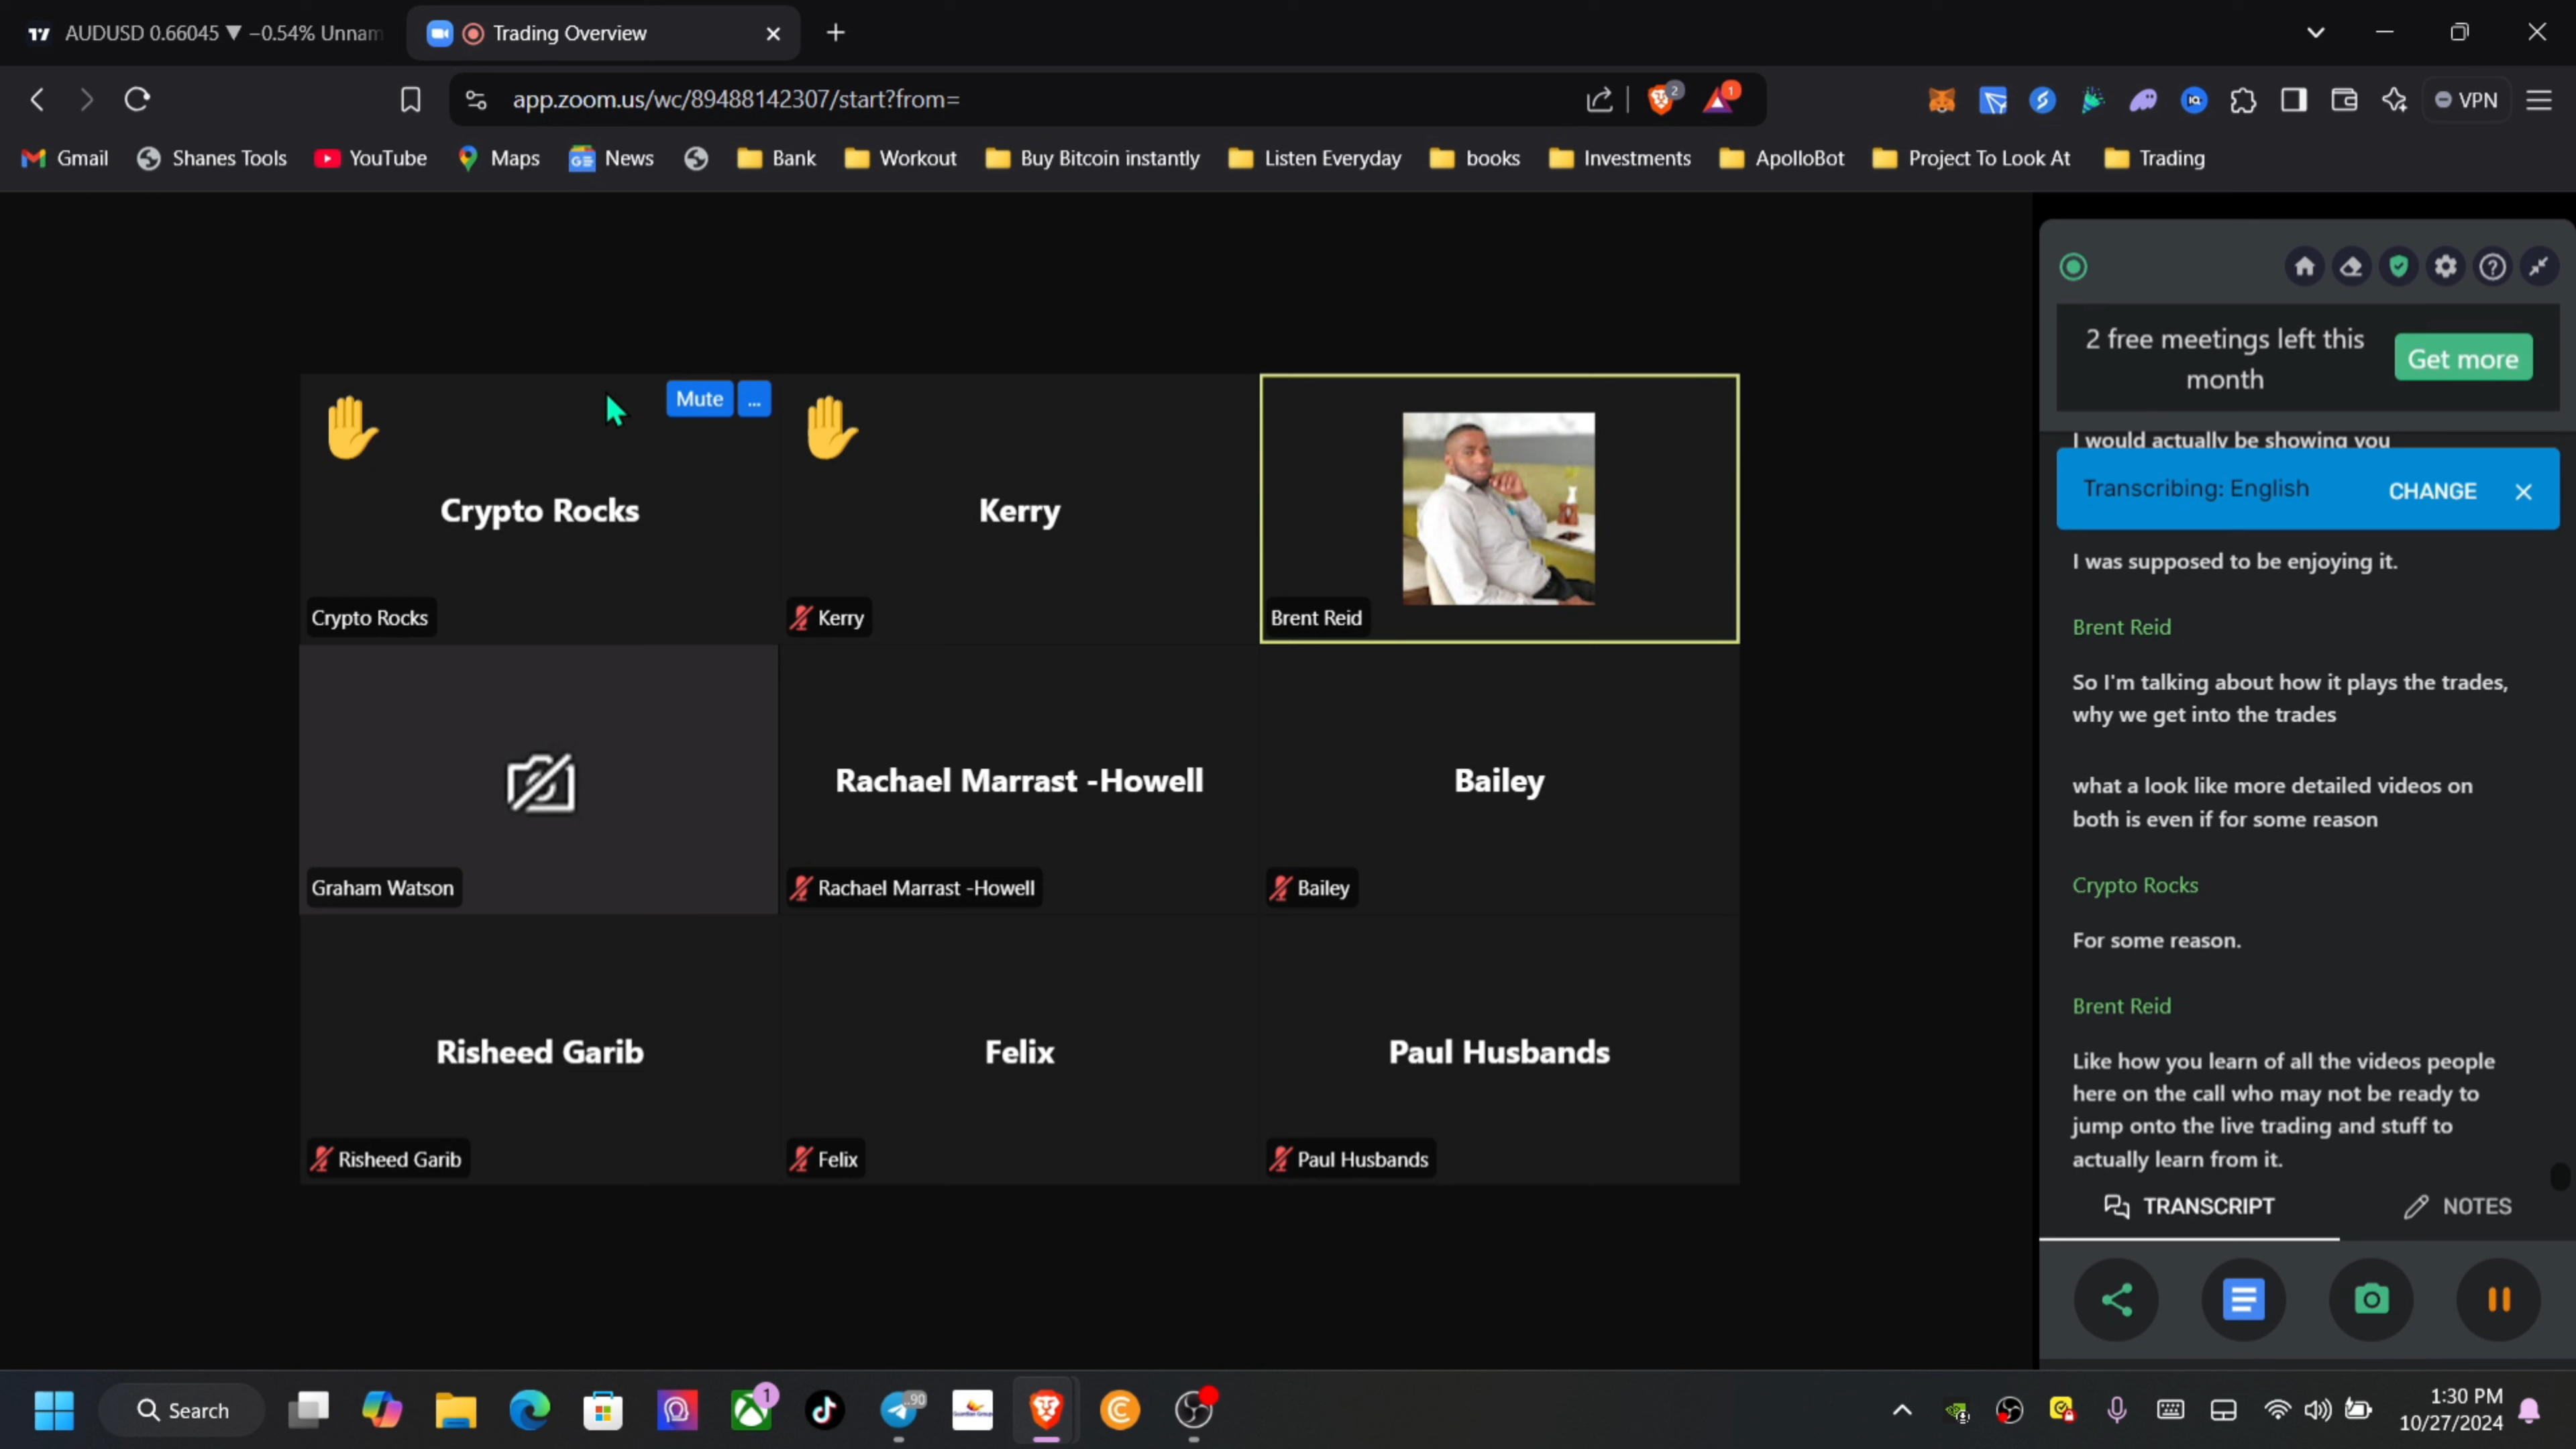 AUDUSD 0.66045 ▼ −0.54% Unnam
Trading Overview
app.zoom.us/wc/89488142307/start?from=
2
1
VPN
Gmail
Shanes Tools
YouTube
Maps
News
Bank
Workout
Buy Bitcoin instantly
Listen Everyday
books
Investments
ApolloBot
Project To Look At
Trading
Mute
...
Crypto Rocks
Crypto Rocks
Kerry
Kerry
Brent Reid
Graham Watson
Rachael Marrast -Howell
Rachael Marrast -Howell
Bailey
Bailey
Risheed Garib
Risheed Garib
Felix
Felix
Paul Husbands
Paul Husbands
2 free meetings left this
month
Get more
I would actually be showing you
Transcribing: English
CHANGE
I was supposed to be enjoying it.
Brent Reid
So I'm talking about how it plays the trades,
why we get into the trades
what a look like more detailed videos on
both is even if for some reason
Crypto Rocks
For some reason.
Brent Reid
Like how you learn of all the videos people
here on the call who may not be ready to
jump onto the live trading and stuff to
actually learn from it.
TRANSCRIPT
NOTES
Search
1
..90
1:30 PM
10/27/2024